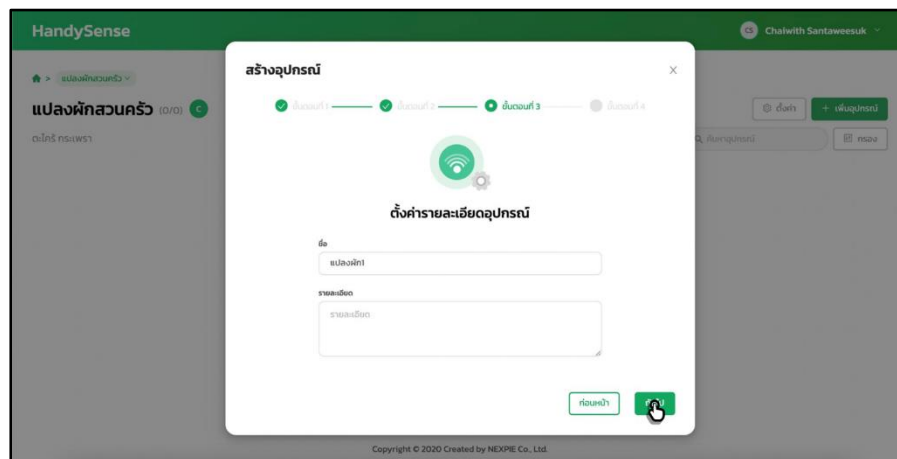 HandySense
CS Chalwith Santaweesuk
แปลงผักสวนครัว
แปลงผักสวนครัว (0/0) C
ตะไคร้ กระเพรา
ตั้งค่า
+ เพิ่มอุปกรณ์
ค้นหาอุปกรณ์
กรอง
สร้างอุปกรณ์
ขั้นตอนที่ 1
ขั้นตอนที่ 2
ขั้นตอนที่ 3
ขั้นตอนที่ 4
ตั้งค่ารายละเอียดอุปกรณ์
ชื่อ
แปลงผัก1
รายละเอียด
รายละเอียด
ก่อนหน้า
Copyright © 2020 Created by NEXPIE Co., Ltd.